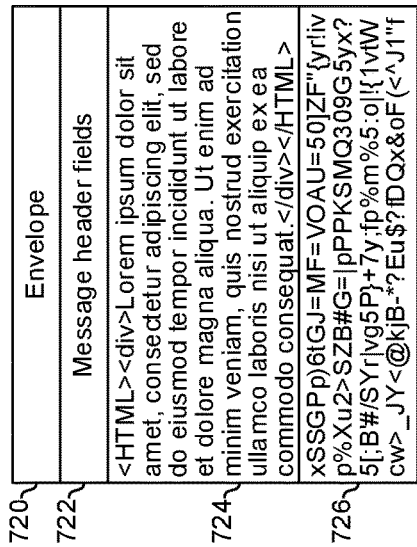 720
Envelope
722
Message header fields
724
<HTML><div>Lorem ipsum dolor sit
amet, consectetur adipiscing elit, sed
do eiusmod tempor incididunt ut labore
et dolore magna aliqua. Ut enim ad
minim veniam, quis nostrud exercitation
ullamco laboris nisi ut aliquip ex ea
commodo consequat.</div></HTML>
726
xSSGPp)6tGJ=MF=VOAU=50]ZF"{yr!iv
p%Xu2>SZB#G=|pPPKSMQ309G5yx?
5[;B'#/SYr|vg5P}+7y;fp%m%5:o|!{1vtW
cw>_JY<@KjB-*?Eu$?fDQx&oF(<^J1"f